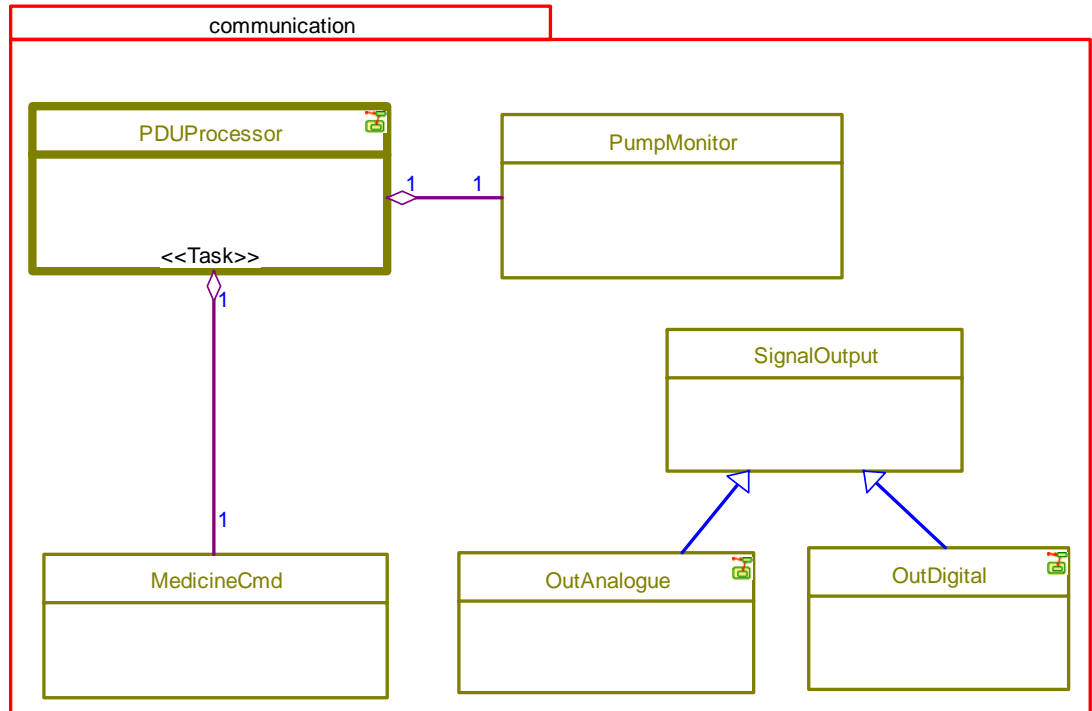 communication
PDUProcessor
<<Task>>
PumpMonitor
1
1
1
1
SignalOutput
MedicineCmd
OutAnalogue
OutDigital